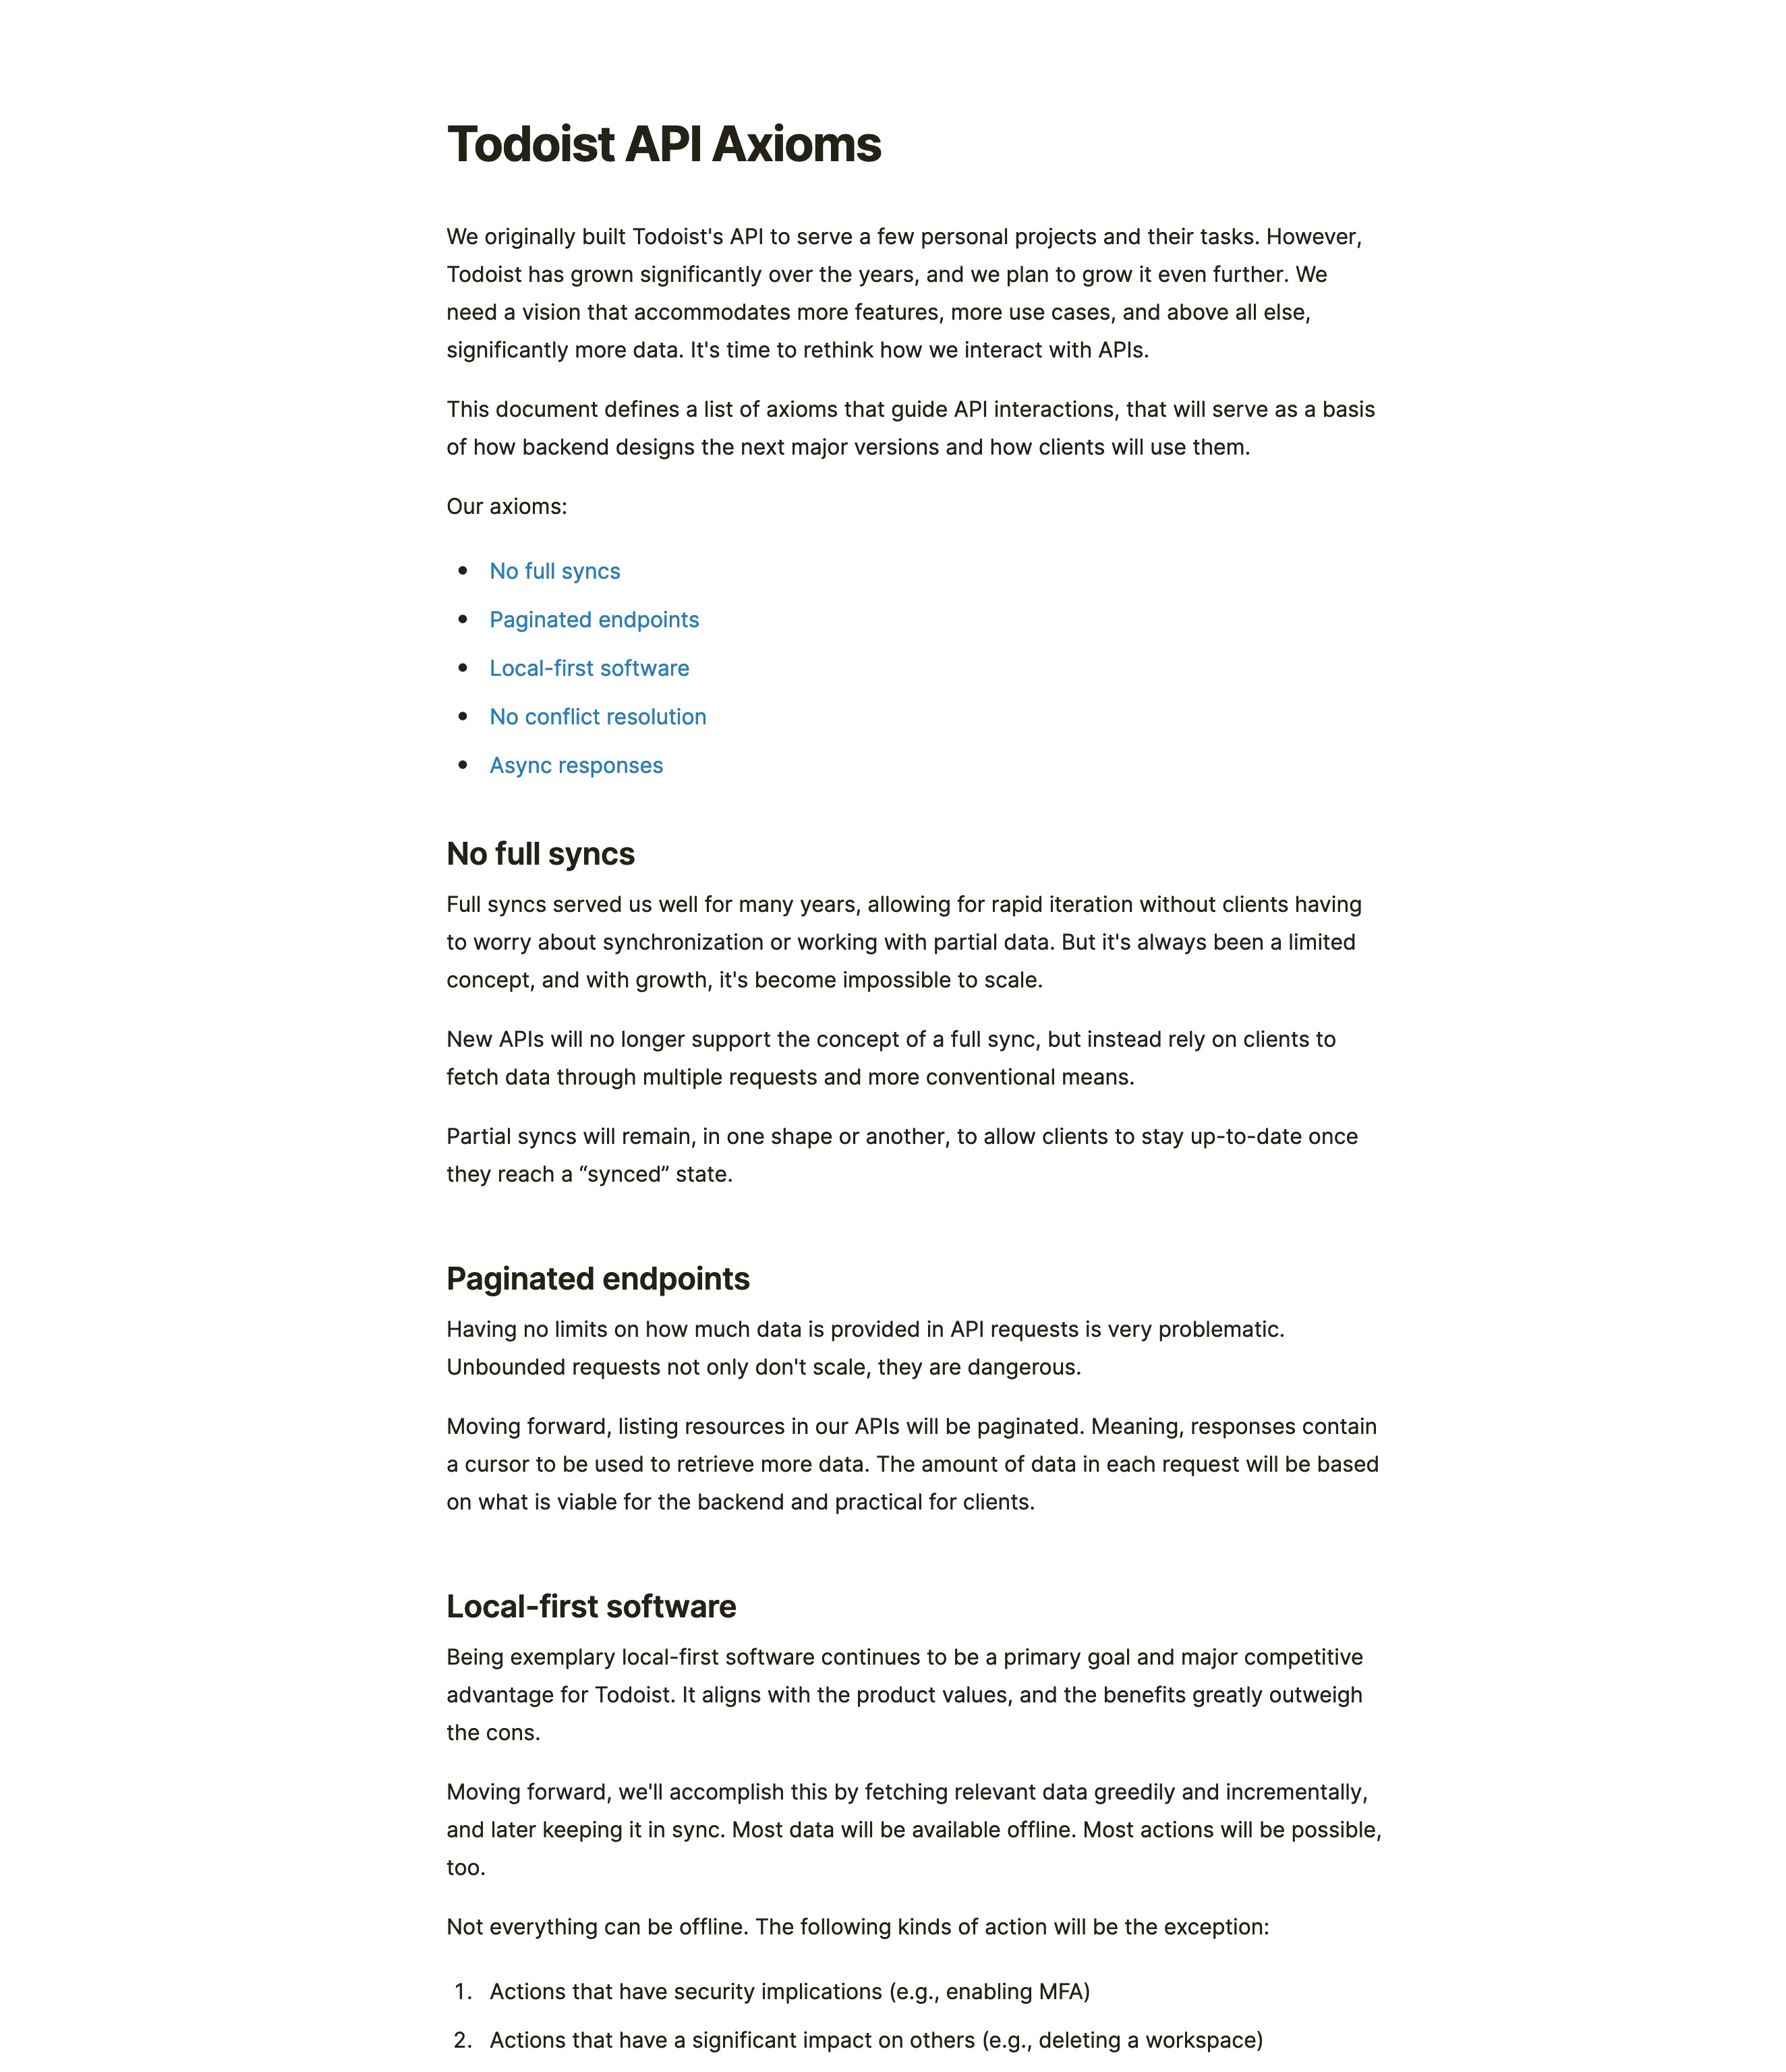 Todoist API Axioms
We originally built Todoist's API to serve a few personal projects and their tasks. However,
Todoist has grown significantly over the years, and we plan to grow it even further. We
need a vision that accommodates more features, more use cases, and above all else,
significantly more data. It's time to rethink how we interact with APIs.
This document defines a list of axioms that guide API interactions, that will serve as a basis
of how backend designs the next major versions and how clients will use them.
Our axioms:
• No full syncs
• Paginated endpoints
• Local-first software
• No conflict resolution
• Async responses
No full syncs
Full syncs served us well for many years, allowing for rapid iteration without clients having
to worry about synchronization or working with partial data. But it's always been a limited
concept, and with growth, it's become impossible to scale.
New APIs will no longer support the concept of a full sync, but instead rely on clients to
fetch data through multiple requests and more conventional means.
Partial syncs will remain, in one shape or another, to allow clients to stay up-to-date once
they reach a “synced” state.
Paginated endpoints
Having no limits on how much data is provided in API requests is very problematic.
Unbounded requests not only don't scale, they are dangerous.
Moving forward, listing resources in our APIs will be paginated. Meaning, responses contain
a cursor to be used to retrieve more data. The amount of data in each request will be based
on what is viable for the backend and practical for clients.
Local-first software
Being exemplary local-first software continues to be a primary goal and major competitive
advantage for Todoist. It aligns with the product values, and the benefits greatly outweigh
the cons.
Moving forward, we'll accomplish this by fetching relevant data greedily and incrementally,
and later keeping it in sync. Most data will be available offline. Most actions will be possible,
too.
Not everything can be offline. The following kinds of action will be the exception:
1. Actions that have security implications (e.g., enabling MFA)
2. Actions that have a significant impact on others (e.g., deleting a workspace)